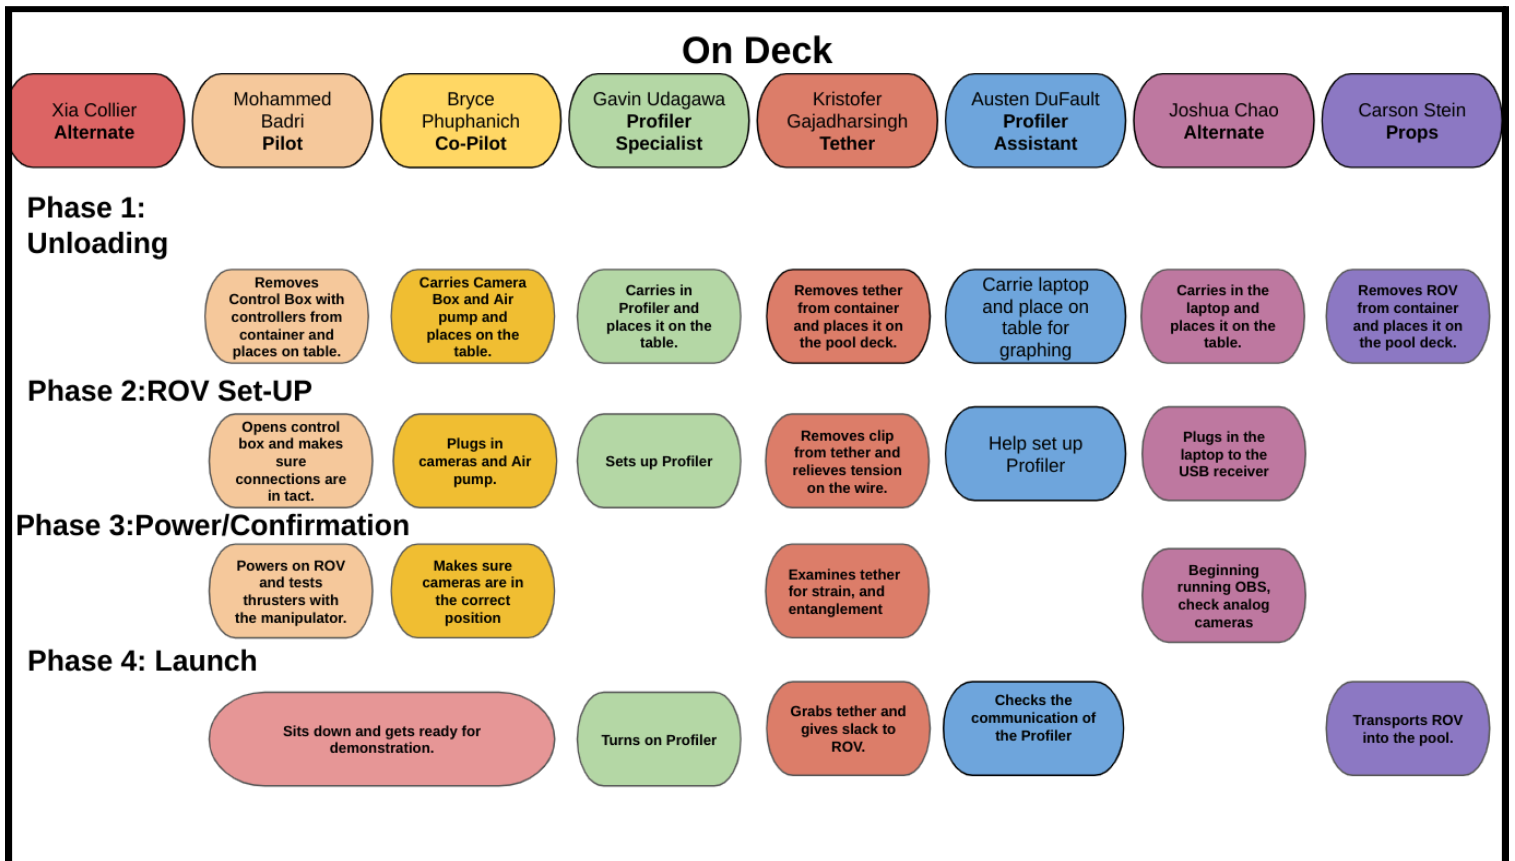 On Deck
Xia Collier
Alternate
Mohammed
Badri
Pilot
Bryce
Phuphanich
Co-Pilot
Gavin Udagawa
Profiler
Specialist
Kristofer
Gajadharsingh
Tether
Austen DuFault
Profiler
Assistant
Joshua Chao
Alternate
Carson Stein
Props
Phase 1:
Unloading
Removes
Control Box with
controllers from
container and
places on table.
Carries Camera
Box and Air
pump and
places on the
table.
Carries in
Profiler and
places it on the
table.
Removes tether
from container
and places it on
the pool deck.
Carrie laptop
and place on
table for
graphing
Carries in the
laptop and
places it on the
table.
Removes ROV
from container
and places it on
the pool deck.
Phase 2:ROV Set-UP
Opens control
box and makes
sure
connections are
in tact.
Plugs in
cameras and Air
pump.
Sets up Profiler
Removes clip
from tether and
relieves tension
on the wire.
Help set up
Profiler
Plugs in the
laptop to the
USB receiver
Phase 3:Power/Confirmation
Powers on ROV
and tests
thrusters with
the manipulator.
Makes sure
cameras are in
the correct
position
Examines tether
for strain, and
entanglement
Beginning
running OBS,
check analog
cameras
Phase 4: Launch
Sits down and gets ready for
demonstration.
Turns on Profiler
Grabs tether and
gives slack to
ROV.
Checks the
communication of
the Profiler
Transports ROV
into the pool.